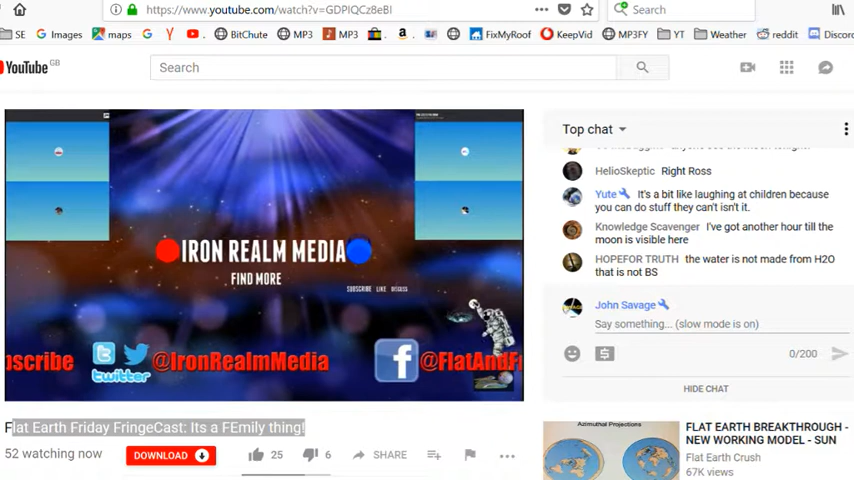 https://www.youtube.com/watch?v=GDPIQCz8eBI
Search
SE Images maps BitChute MP3 MP3 FixMyRoof KeepVid MP3FY YT Weather reddit Discord
YouTube GB
Search
Top chat
HelioSkeptic Right Ross
Yute It's a bit like laughing at children because
you can do stuff they can't isn't it.
Knowledge Scavenger I've got another hour till the
moon is visible here
HOPEFOR TRUTH the water is not made from H2O
that is not BS
John Savage
Say something... (slow mode is on)
0/200
HIDE CHAT
IRON REALM MEDIA
FIND MORE
SUBSCRIBE LIKE DISCUSS
bscribe twitter @IronRealmMedia f @FlatAndF
Flat Earth Friday FringeCast: Its a FEmily thing!
52 watching now DOWNLOAD 25 6 SHARE
Azimuthal Projections
FLAT EARTH BREAKTHROUGH -
NEW WORKING MODEL - SUN
Flat Earth Crush
67K views